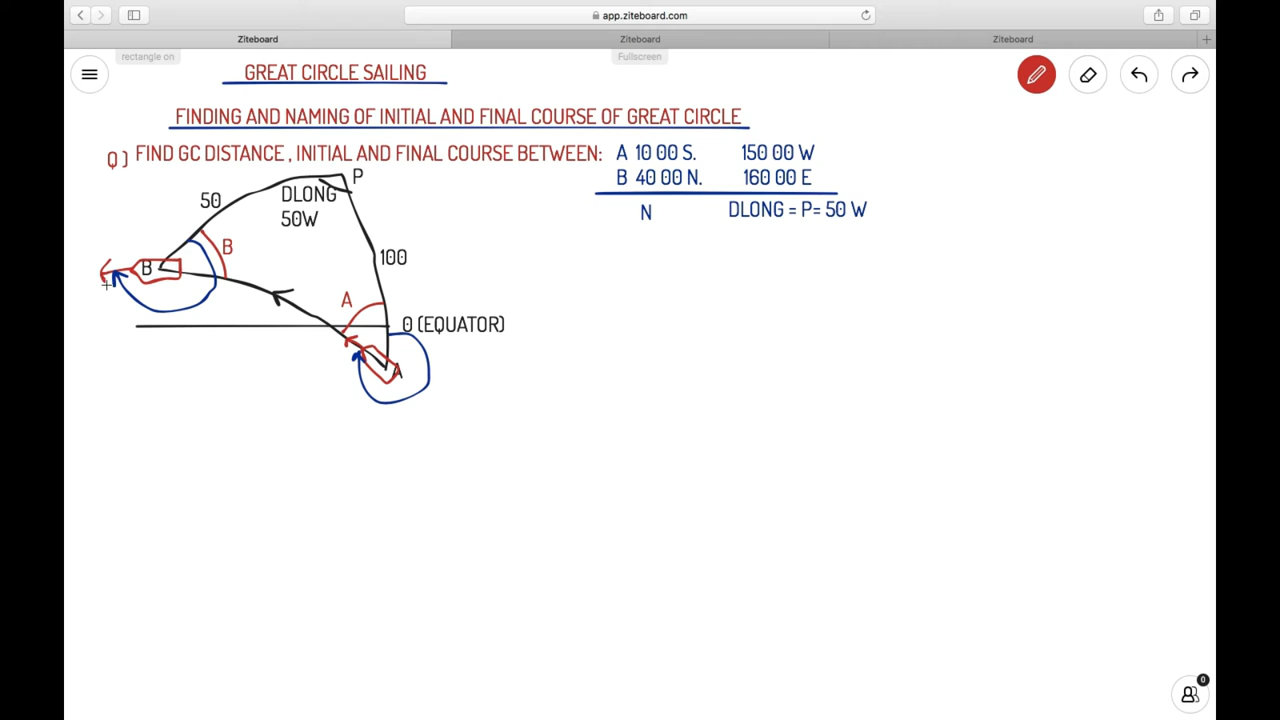 app.ziteboard.com
Ziteboard
Ziteboard
Ziteboard
rectangle on
Fullscreen
GREAT CIRCLE SAILING
FINDING AND NAMING OF INITIAL AND FINAL COURSE OF GREAT CIRCLE
Q ) FIND GC DISTANCE , INITIAL AND FINAL COURSE BETWEEN: A 10 00 S. 150 00 W
B 40 00 N. 160 00 E
N DLONG = P= 50 W
P
50
DLONG
50W
B
B
100
A
0 (EQUATOR)
A
0